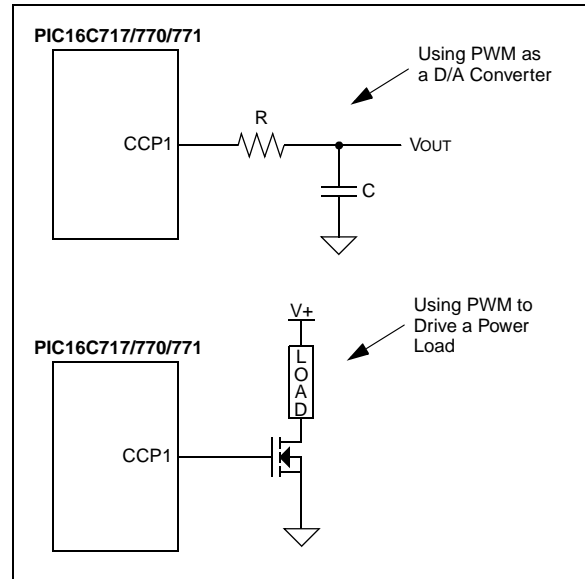 PIC16C717/770/771
Using PWM as
a D/A Converter
R
CCP1
VOUT
C
V+
Using PWM to
Drive a Power
Load
PIC16C717/770/771
LOAD
CCP1